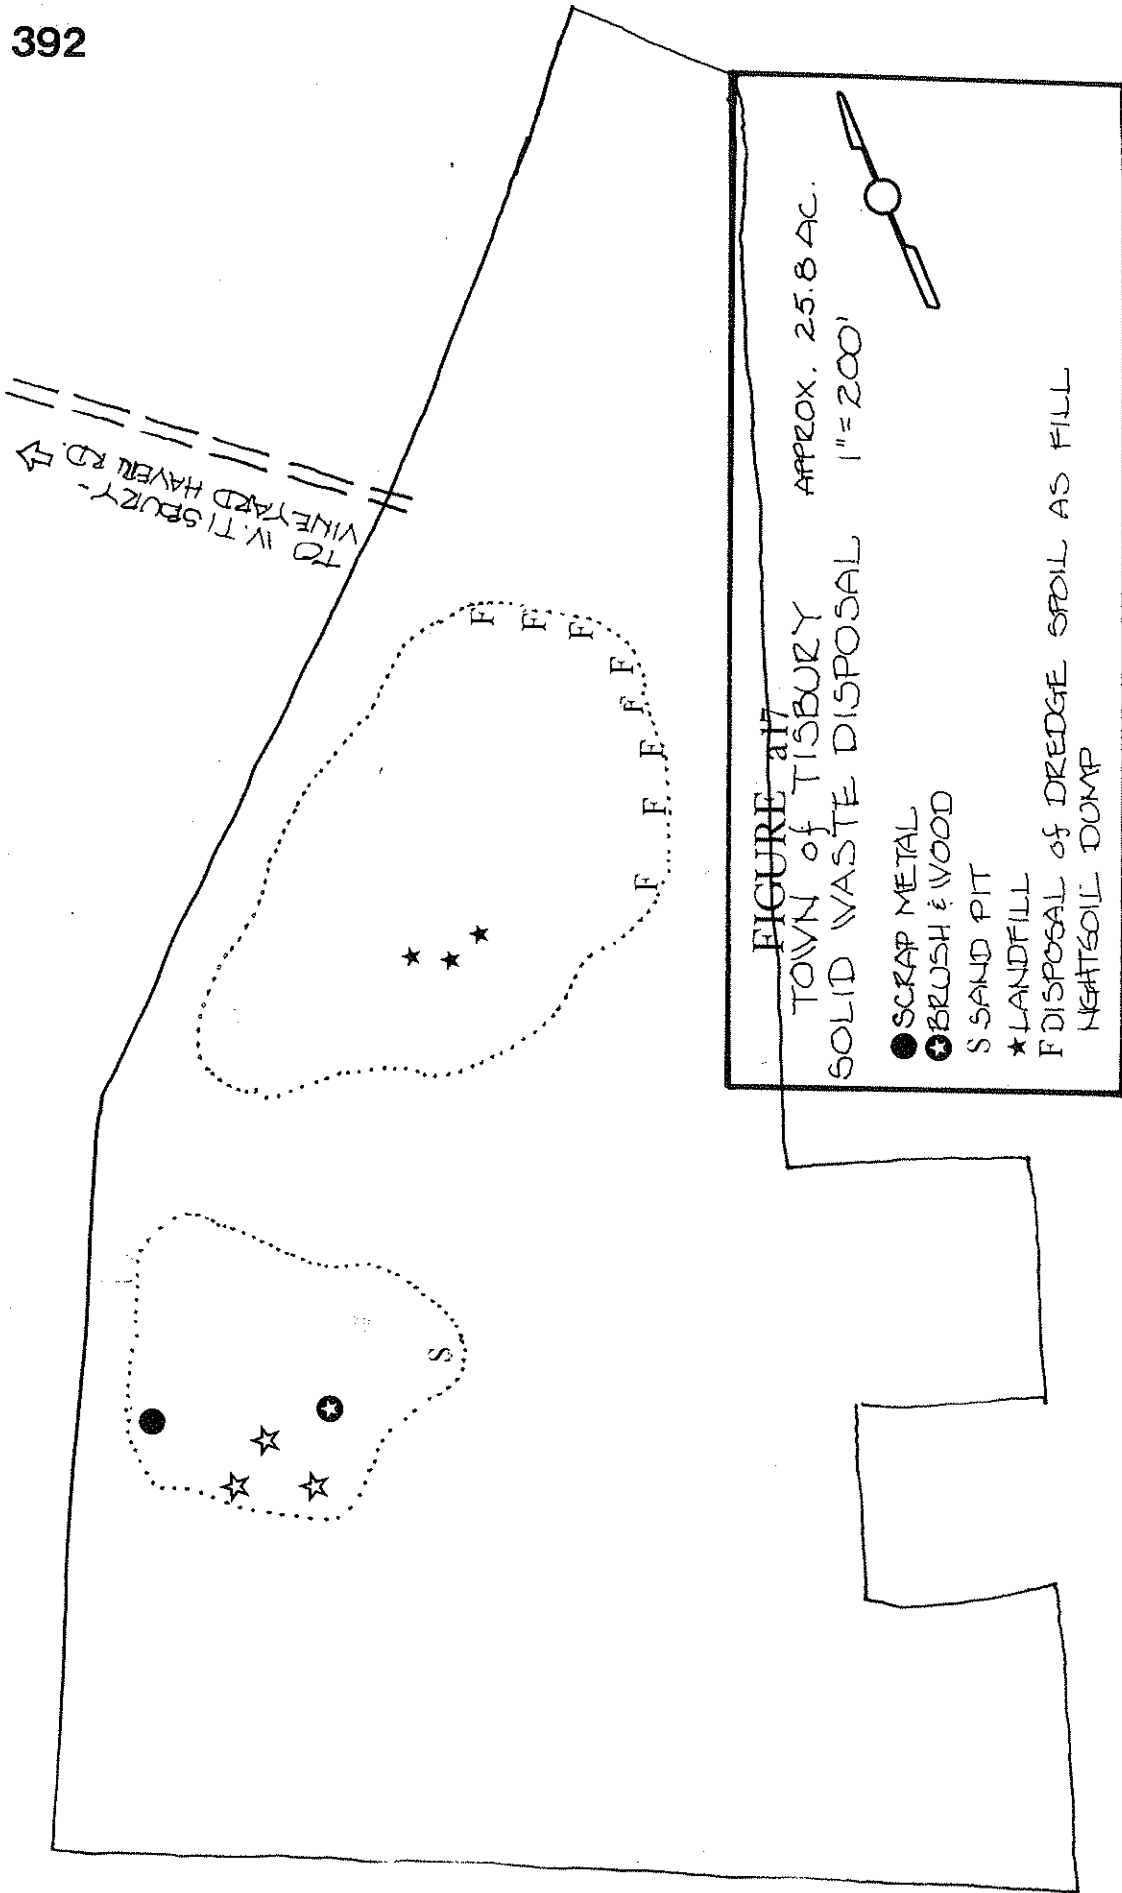 392
TO W. TISBURY-
VINEYARD HAVEN RD.
F
F
F
F
F
F
F
F
S
FIGURE a17
TOWN of TISBURY APPROX. 25.8 AC.
SOLID WASTE DISPOSAL 1"=200'
SCRAP METAL
BRUSH & WOOD
S SAND PIT
★ LANDFILL
F DISPOSAL of DREDGE SPOIL AS FILL
NIGHTSOIL DUMP